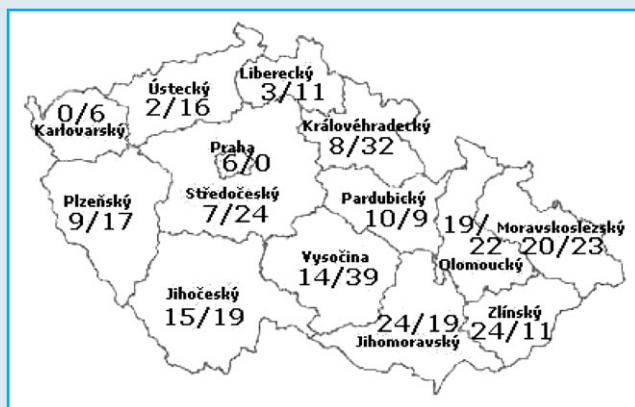 Liberecký
3/11
Ústecký
2/16
0/6
Karlovarský
Královéhradecký
8/32
Praha
6/0
Středočeský
7/24
Plzeňský
9/17
Pardubický
10/9
19/
22
Olomoucký
Moravskoslezský
20/23
Vysočina
14/39
Jihočeský
15/19
24/19
Jihomoravský
Zlínský
24/11